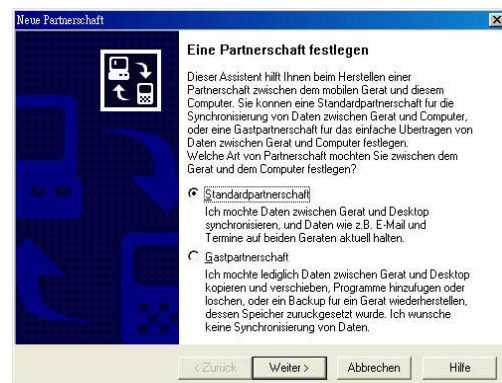 Neue Partnerschaft
Eine Partnerschaft festlegen
Dieser Assistent hilft Ihnen beim Herstellen einer
Partnerschaft zwischen dem mobilen Gerat und diesem
Computer. Sie konnen eine Standardpartnerschaft fur die
Synchronisierung von Daten zwischen Gerat und Computer,
oder eine Gastpartnerschaft fur das einfache Ubertragen von
Daten zwischen Gerat und Computer festlegen.
Welche Art von Partnerschaft mochten Sie zwischen dem
Gerat und dem Computer festlegen?
Standardpartnerschaft
Ich mochte Daten zwischen Gerat und Desktop
synchronisieren, und Daten wie z.B. E-Mail und
Termine auf beiden Geraten aktuell halten.
Gastpartnerschaft
Ich mochte lediglich Daten zwischen Gerat und Desktop
kopieren und verschieben, Programme hinzufugen oder
loschen, oder ein Backup fur ein Gerat wiederherstellen,
dessen Speicher zuruckgesetzt wurde. Ich wunsche
keine Synchronisierung von Daten.
< Zurück Weiter > Abbrechen Hilfe